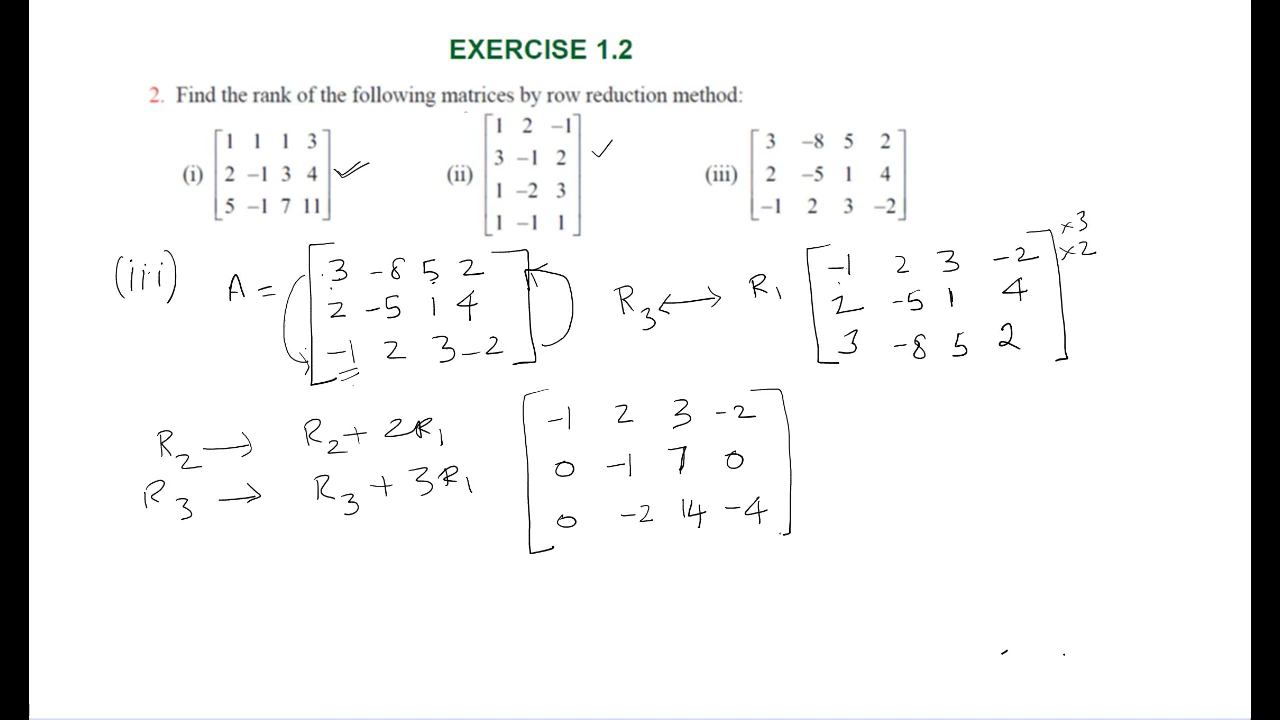 EXERCISE 1.2
2. Find the rank of the following matrices by row reduction method:
(i) [1 1 1 3
2 -1 3 4
5 -1 7 11]
(ii) [1 2 -1
3 -1 2
1 -2 3
1 -1 1]
(iii) [3 -8 5 2
2 -5 1 4
-1 2 3 -2]
(iii) A = [3 -8 5 2
2 -5 1 4
-1 2 3 -2]
R3 ↔ R1 [-1 2 3 -2
2 -5 1 4
3 -8 5 2]
×3
×2
R2 → R2 + 2R1
R3 → R3 + 3R1
[-1 2 3 -2
0 -1 7 0
0 -2 14 -4]